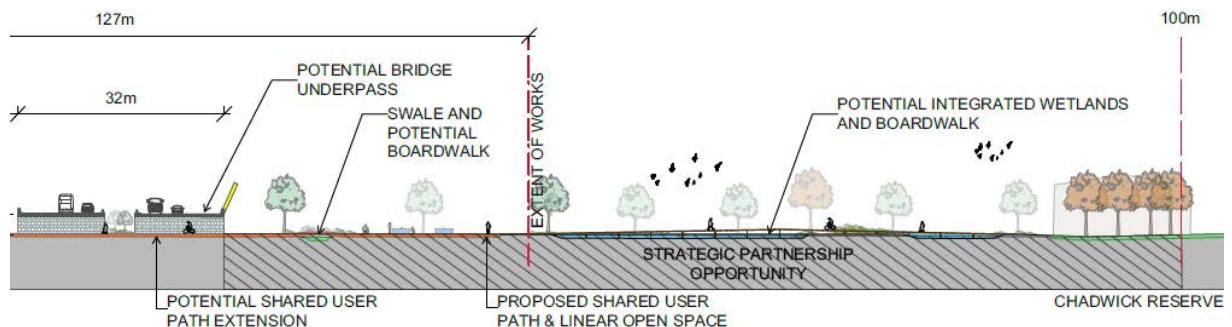 127m
100m
32m
POTENTIAL BRIDGE
UNDERPASS
SWALE AND
POTENTIAL
BOARDWALK
EXTENT OF WORKS
POTENTIAL INTEGRATED WETLANDS
AND BOARDWALK
STRATEGIC PARTNERSHIP
OPPORTUNITY
POTENTIAL SHARED USER
PATH EXTENSION
PROPOSED SHARED USER
PATH & LINEAR OPEN SPACE
CHADWICK RESERVE